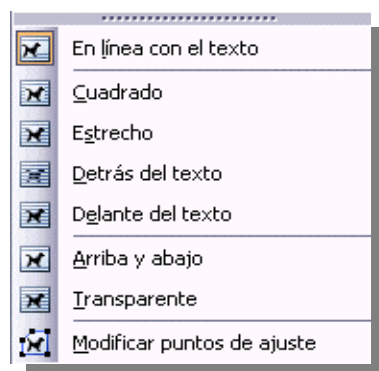 En línea con el texto
Cuadrado
Estrecho
Detrás del texto
Delante del texto
Arriba y abajo
Transparente
Modificar puntos de ajuste